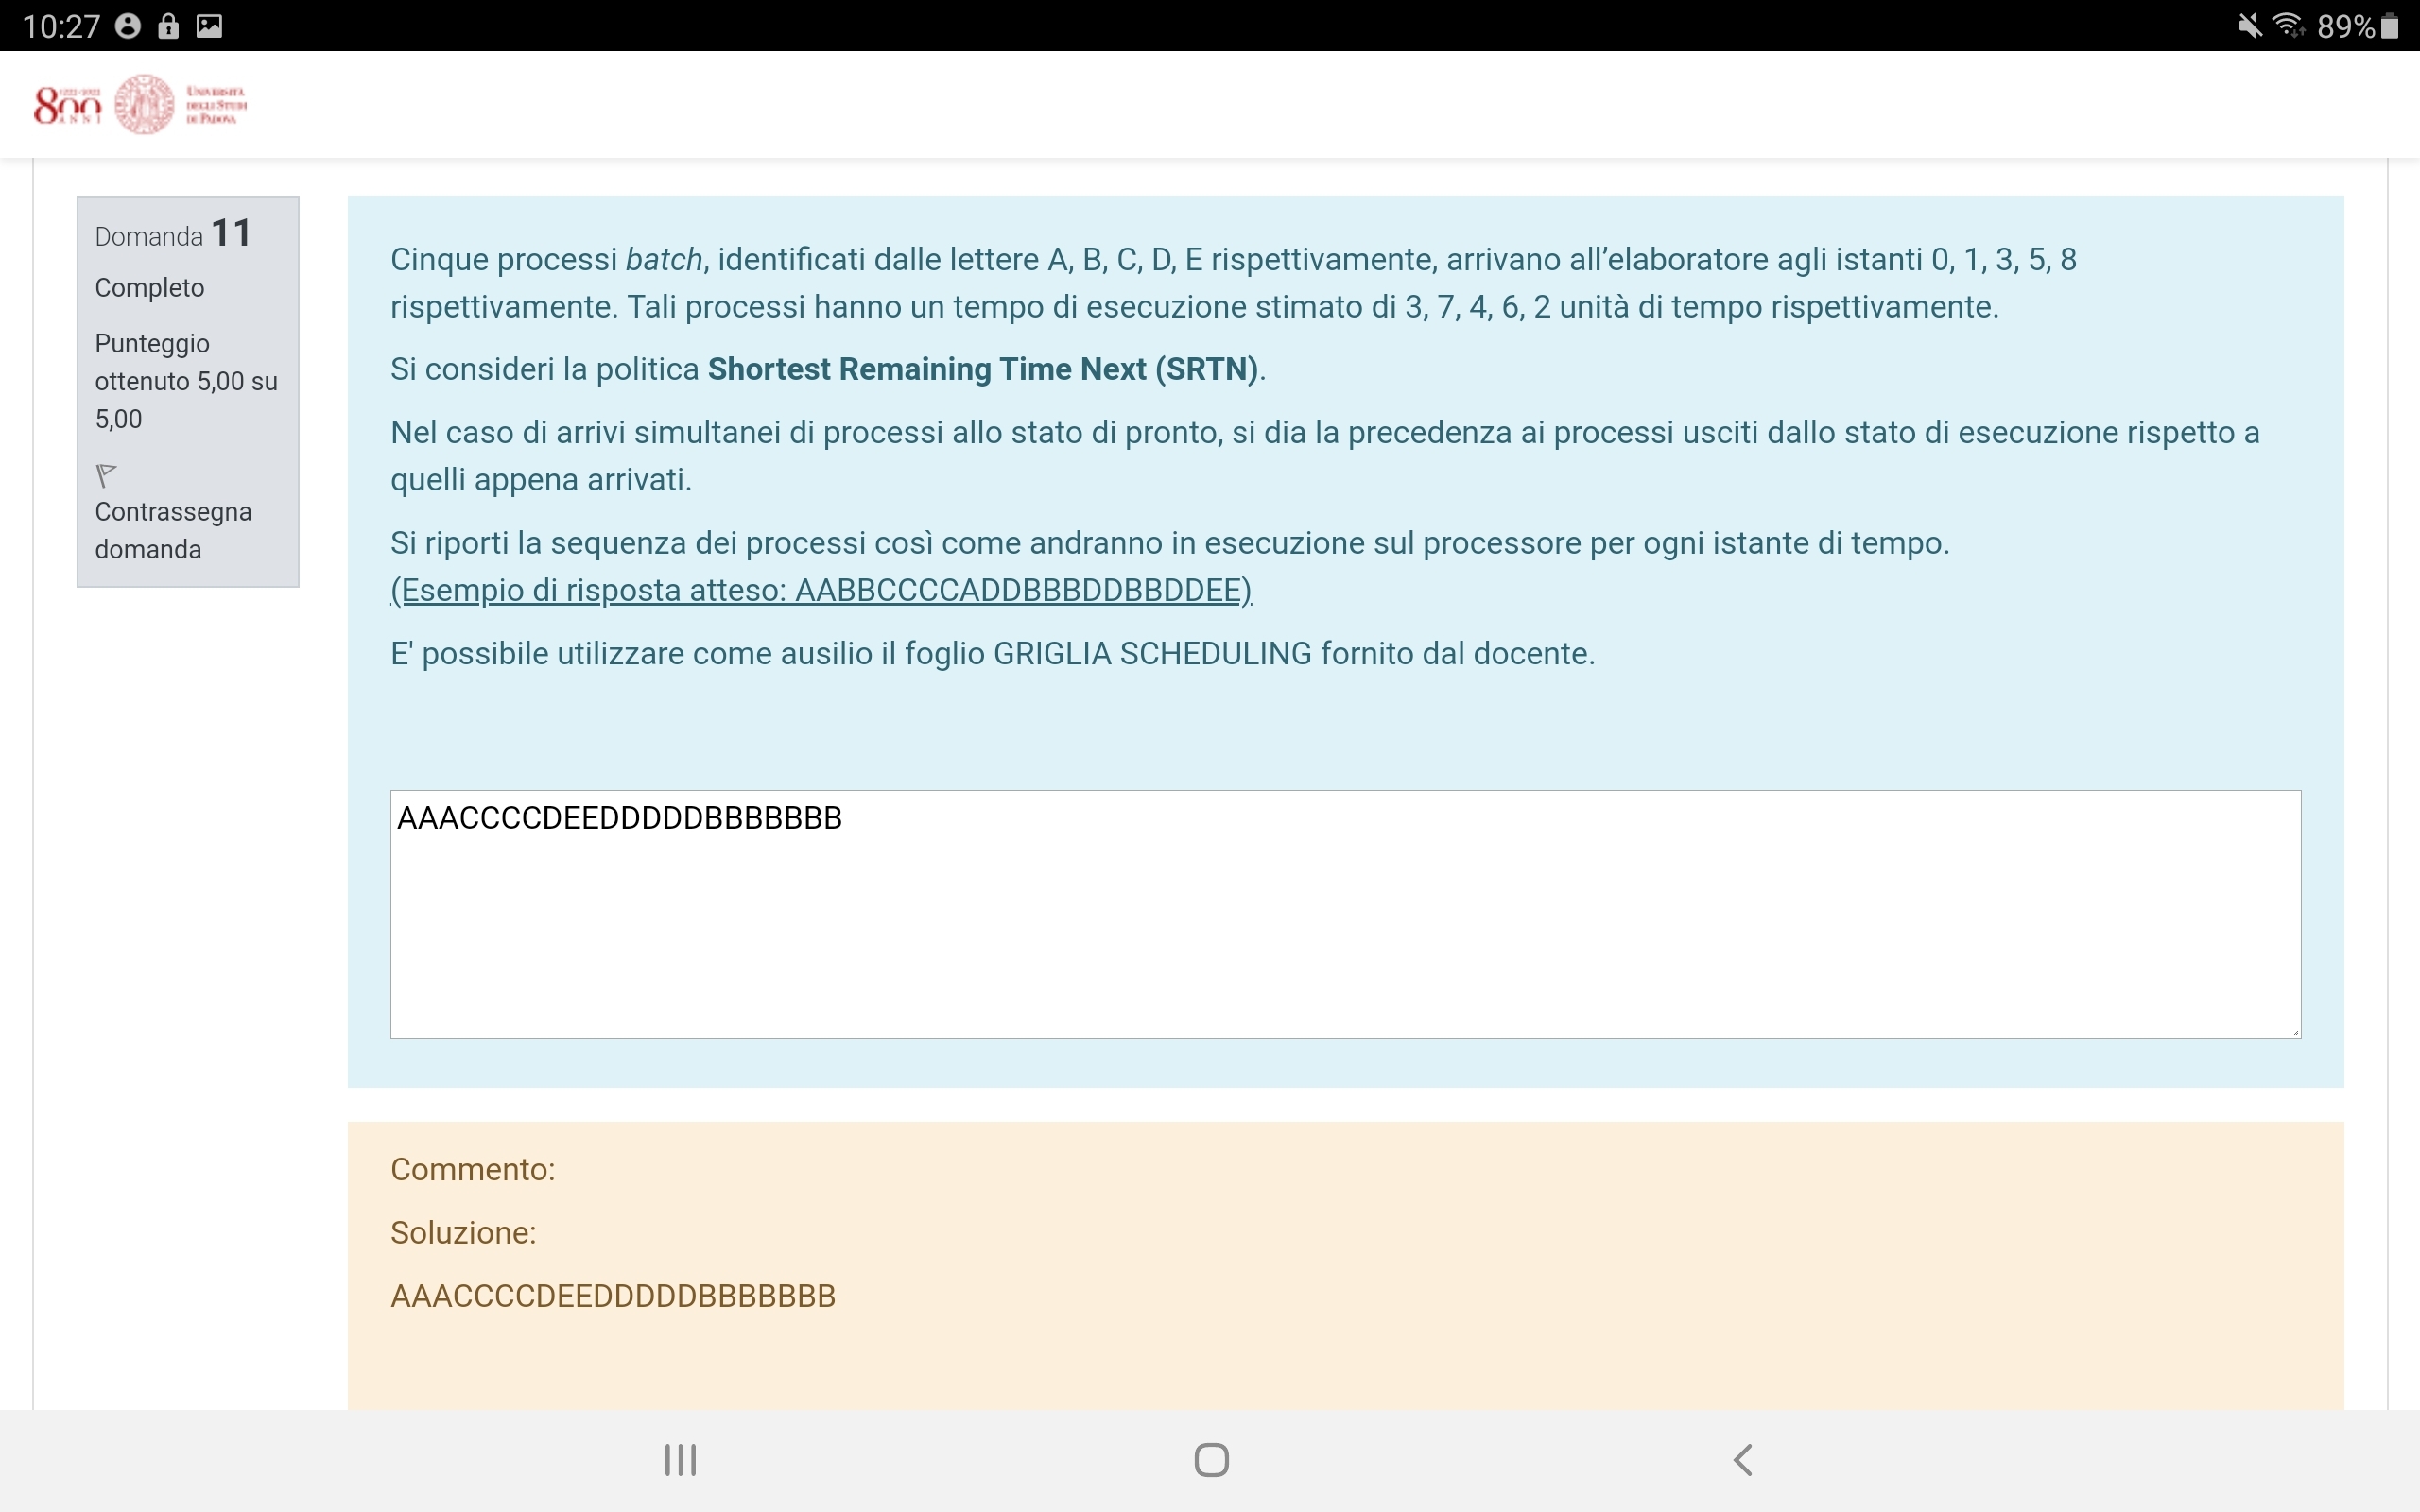 10:27
89%
800
1222-2022
ANNI
UNIVERSITÀ
DEGLI STUDI
DI PADOVA
Domanda 11
Completo
Punteggio
ottenuto 5,00 su
5,00
Contrassegna
domanda
Cinque processi batch, identificati dalle lettere A, B, C, D, E rispettivamente, arrivano all’elaboratore agli istanti 0, 1, 3, 5, 8
rispettivamente. Tali processi hanno un tempo di esecuzione stimato di 3, 7, 4, 6, 2 unità di tempo rispettivamente.
Si consideri la politica Shortest Remaining Time Next (SRTN).
Nel caso di arrivi simultanei di processi allo stato di pronto, si dia la precedenza ai processi usciti dallo stato di esecuzione rispetto a
quelli appena arrivati.
Si riporti la sequenza dei processi così come andranno in esecuzione sul processore per ogni istante di tempo.
(Esempio di risposta atteso: AABBCCCCADDBBBDDBBDDEE)
E' possibile utilizzare come ausilio il foglio GRIGLIA SCHEDULING fornito dal docente.
AAACCCCDEEDDDDDBBBBBBB
Commento:
Soluzione:
AAACCCCDEEDDDDDBBBBBBB